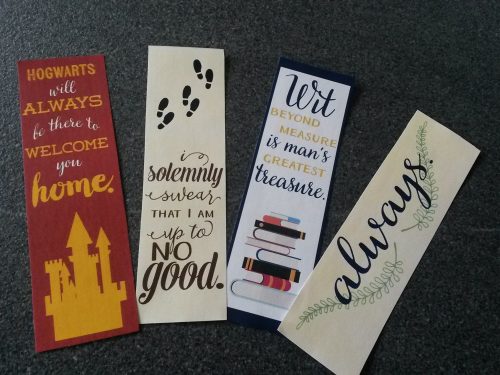 HOGWARTS
will
ALWAYS
be there to
WELCOME
you
home.
i
solemnly
swear
THAT I AM
up to
NO
good.
Wit
BEYOND
MEASURE
is man's
GREATEST
treasure.
always.